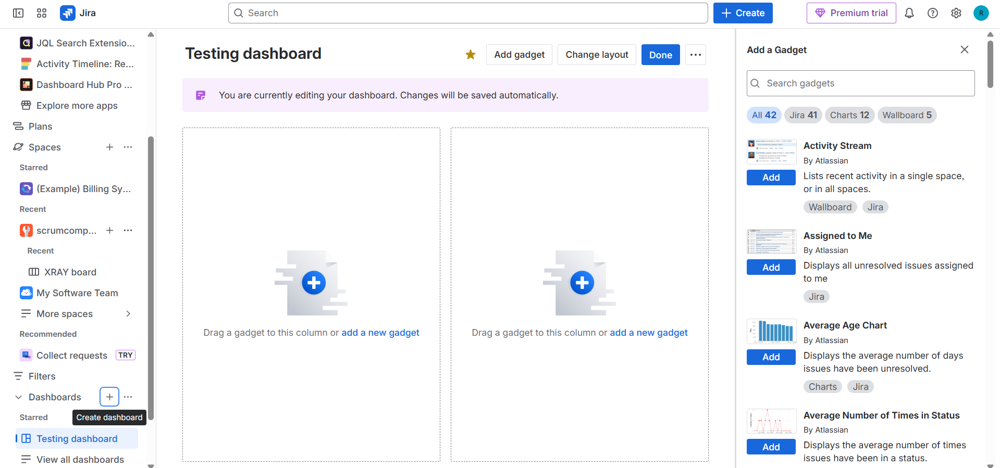 Jira
Search
Create
Premium trial
R
JQL Search Extensio...
Activity Timeline: Re...
Dashboard Hub Pro ...
Explore more apps
Plans
Spaces
Starred
(Example) Billing Sy...
Recent
scrumcomp...
Recent
XRAY board
My Software Team
More spaces
Recommended
Collect requests TRY
Filters
Dashboards
Starred
Create dashboard
Testing dashboard
View all dashboards
Testing dashboard
Add gadget
Change layout
Done
You are currently editing your dashboard. Changes will be saved automatically.
Drag a gadget to this column or add a new gadget
Drag a gadget to this column or add a new gadget
Add a Gadget
Search gadgets
All 42 Jira 41 Charts 12 Wallboard 5
Activity Stream
By Atlassian
Add
Lists recent activity in a single space,
or in all spaces.
Wallboard Jira
Assigned to Me
By Atlassian
Add
Displays all unresolved issues assigned
to me
Jira
Average Age Chart
By Atlassian
Add
Displays the average number of days
issues have been unresolved.
Charts Jira
Average Number of Times in Status
By Atlassian
Add
Displays the average number of times
issues have been in a status.